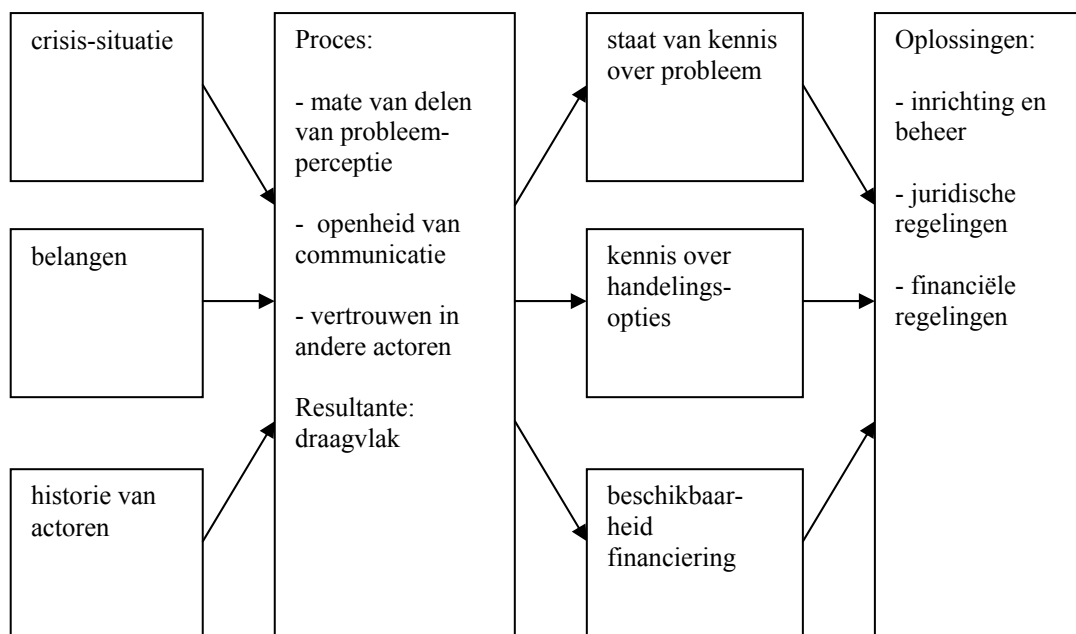 crisis-situatie
belangen
historie van
actoren
Proces:
- mate van delen
van probleem-
perceptie
- openheid van
communicatie
- vertrouwen in
andere actoren
Resultante:
draagvlak
staat van kennis
over probleem
kennis over
handelings-
opties
beschikbaar-
heid
financiering
Oplossingen:
- inrichting en
beheer
- juridische
regelingen
- financiële
regelingen